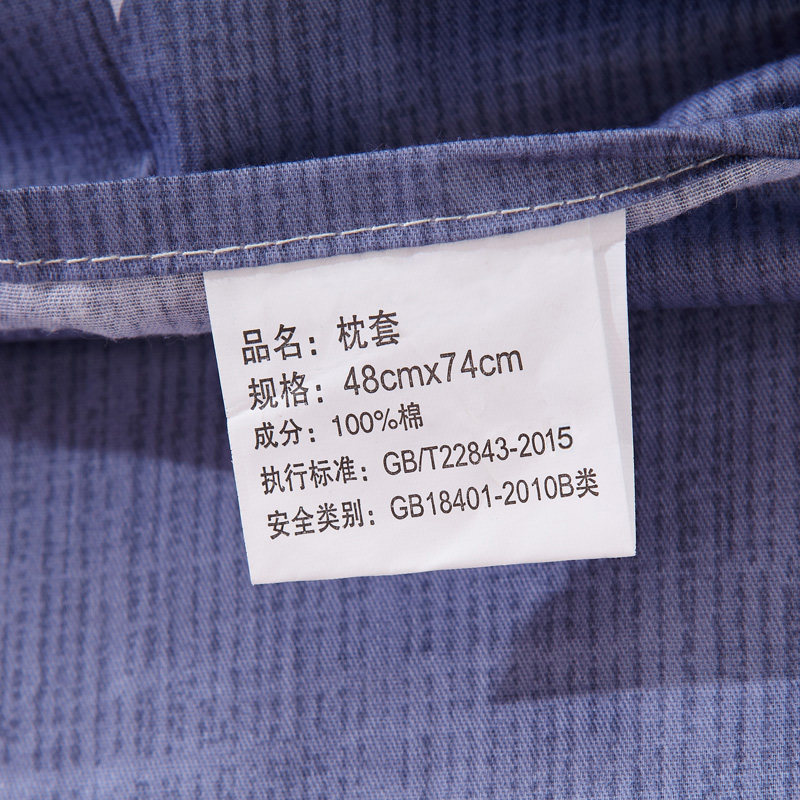 品名：枕套
规格：48cmx74cm
成分：100%棉
执行标准：GB/T22843-2015
安全类别：GB18401-2010B类